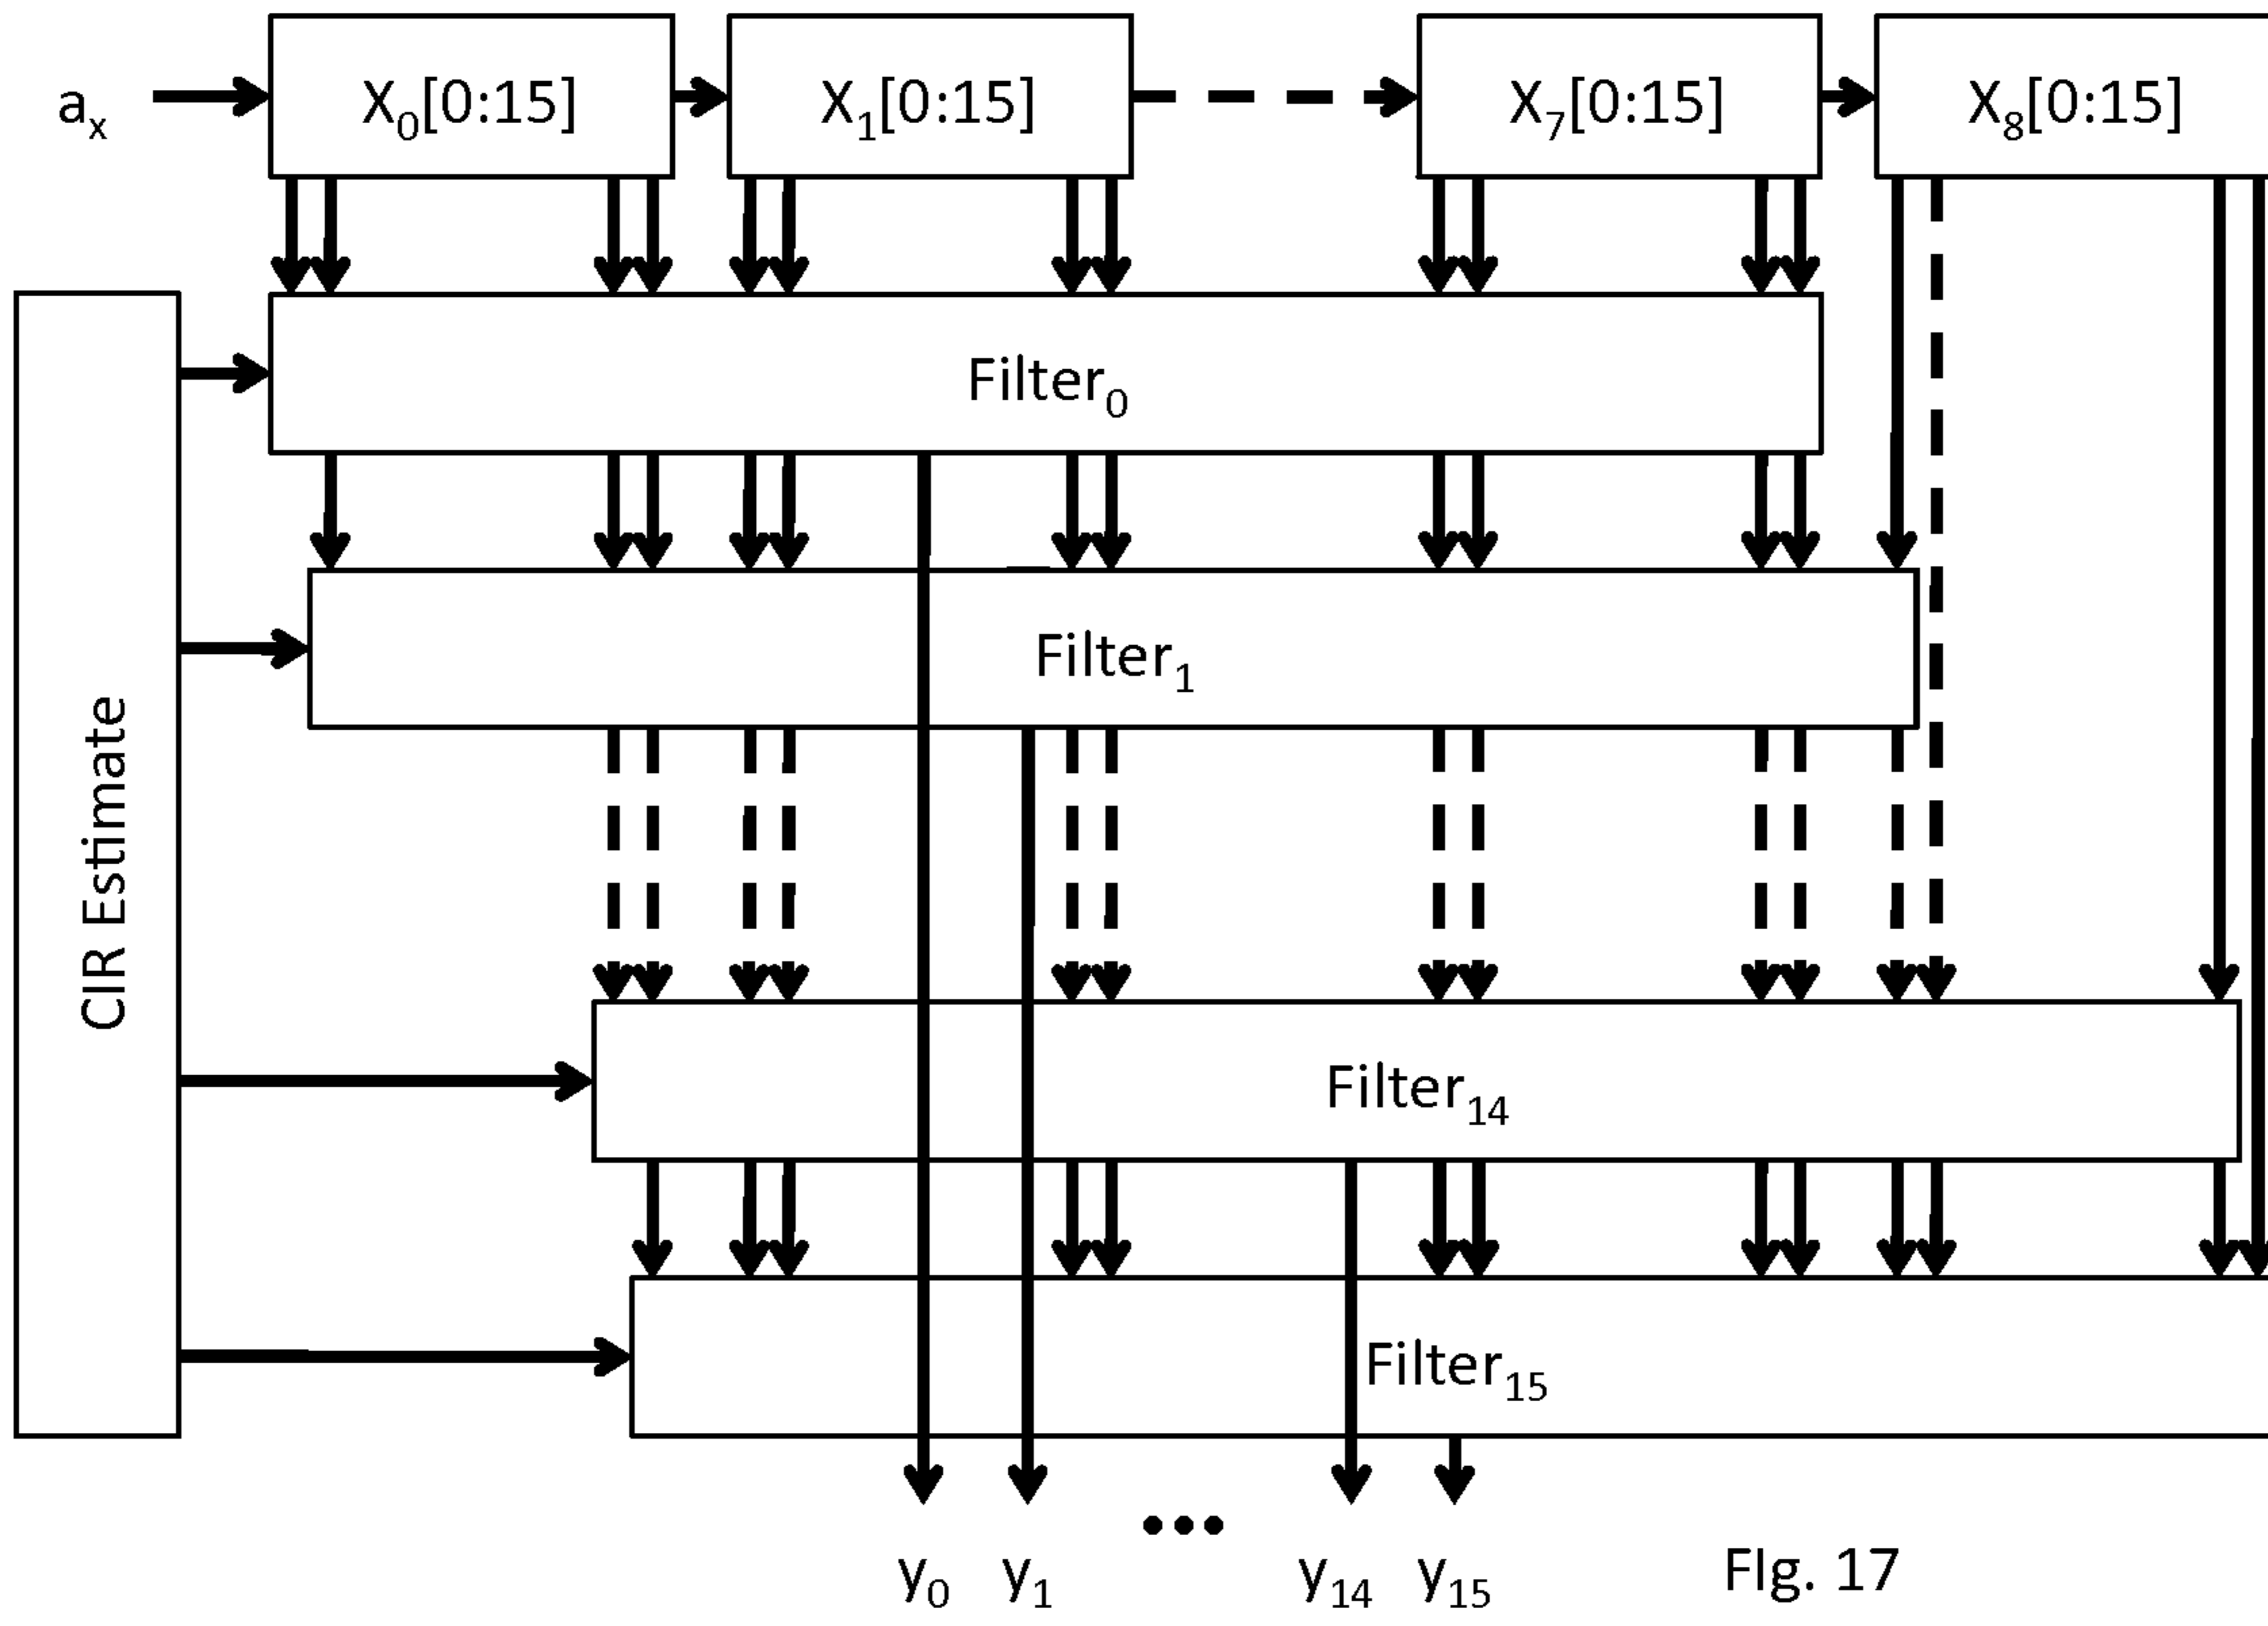 aₓ X₀[0:15] X₁[0:15] X₇[0:15] X₈[0:15]
Filter₀
Filter₁
CIR Estimate
Filter₁₄
Filter₁₅
•••
y₀ y₁ y₁₄ y₁₅
FIg. 17